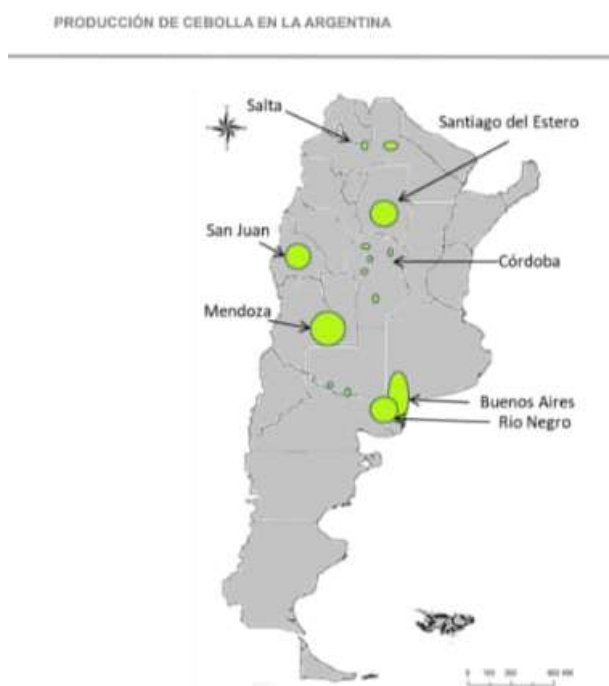 PRODUCCIÓN DE CEBOLLA EN LA ARGENTINA
Salta
Santiago del Estero
San Juan
Córdoba
Mendoza
Buenos Aires
Río Negro